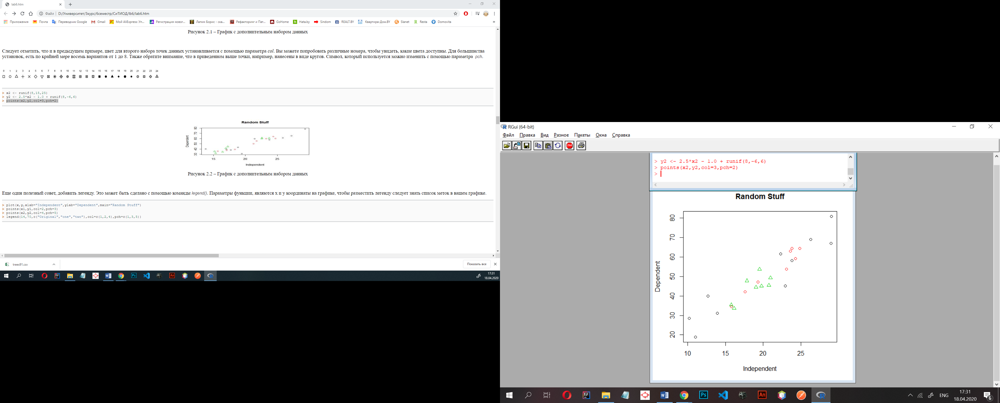 lab6.htm
Файл D:/Университет/3курс/6семестр/СиТИОД/lb6/lab6.htm
Приложения Почта Переводчик Google Gmail Мой AliExpress: Уп... Регистрация новог... Лапин Борис - ска... Рефакторинг и Пат... GoHome Hata.by Sindom REALT.BY Квартира-Дом.BY Slanet Resta Domovita »
Рисунок 2.1 – График с дополнительным набором данных
Следует отметить, что и в предыдущем примере, цвет для второго набора точек данных устанавливается с помощью параметра col. Вы можете попробовать различные номера, чтобы увидеть, какие цвета доступны. Для большинства
установок, есть по крайней мере восемь вариантов от 1 до 8. Также обратите внимание, что в приведенном выше точки, например, нанесены в виде кругов. Символ, который используется можно изменить с помощью параметра pch.
0 1 2 3 4 5 6 7 8 9 10 11 12 13 14 15 16 17 18 19 20 21 22 23 24
> x2 <- runif(8,15,25)
> y2 <- 2.5*x2 - 1.0 + runif(8,-6,6)
> points(x2,y2,col=3,pch=2)
Random Stuff
Dependent
80
70
60
50
40
30
15 20 25
Independent
Рисунок 2.2 – График с дополнительным набором данных
Еще один полезный совет, добавить легенду. Это может быть сделано с помощью команды legend(). Параметры функции, являются x и y координаты на графике, чтобы разместить легенду следует знать список меток в вашем графике.
> plot(x,y,xlab="Independent",ylab="Dependent",main="Random Stuff")
> points(x1,y1,col=2,pch=3)
> points(x2,y2,col=4,pch=5)
> legend(14,70,c("Original","one","two"),col=c(1,2,4),pch=c(1,3,5))
trees91.csv
Показать все
17:31
18.04.2020
RGui (64-bit)
Файл Правка Вид Разное Пакеты Окна Справка
STOP
> y2 <- 2.5*x2 - 1.0 + runif(8,-6,6)
> points(x2,y2,col=3,pch=2)
>
Random Stuff
Dependent
80
70
60
50
40
30
20
10 15 20 25
Independent
ENG
17:31
18.04.2020
6